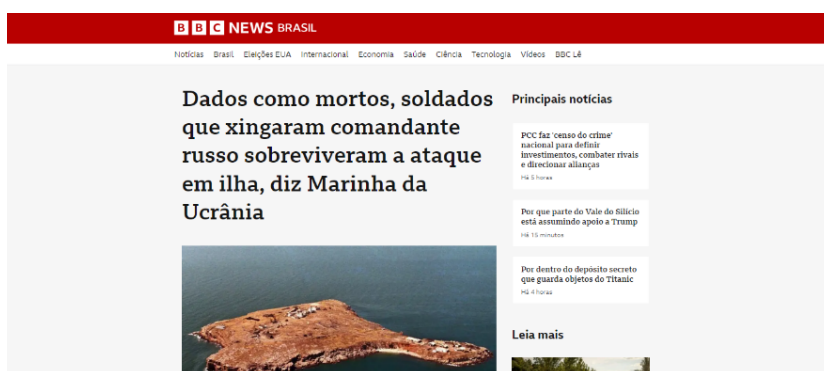 BBC NEWS BRASIL
Notícias Brasil Eleições EUA Internacional Economia Saúde Ciência Tecnologia Vídeos BBC Lê
Dados como mortos, soldados
que xingaram comandante
russo sobreviveram a ataque
em ilha, diz Marinha da
Ucrânia
Principais notícias
PCC faz 'censo do crime'
nacional para definir
investimentos, combater rivais
e direcionar alianças
Há 5 horas
Por que parte do Vale do Silício
está assumindo apoio a Trump
Há 15 minutos
Por dentro do depósito secreto
que guarda objetos do Titanic
Há 4 horas
Leia mais